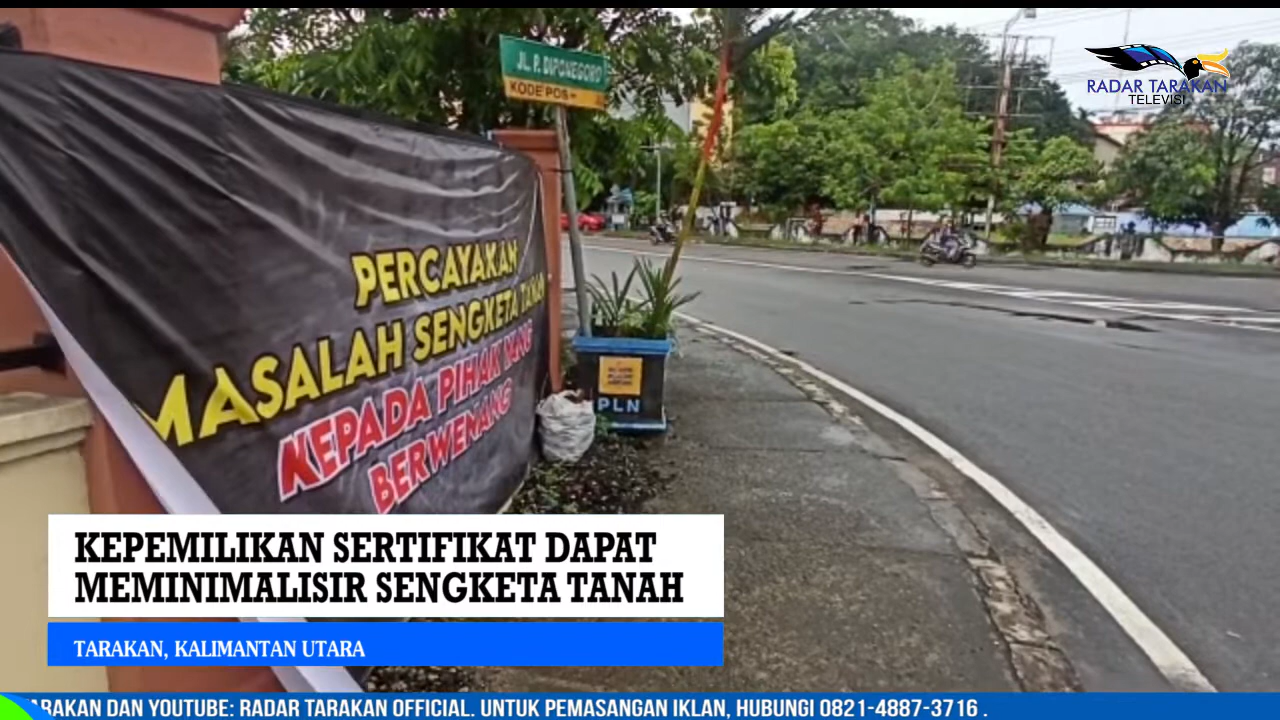 JL. P. DIPONEGORO
KODE POS
RADAR TARAKAN
TELEVISI
PERCAYAKAN
MASALAH SENGKETA TANAH
KEPADA PIHAK YANG
BERWENANG
PLN
KEPEMILIKAN SERTIFIKAT DAPAT
MEMINIMALISIR SENGKETA TANAH
TARAKAN, KALIMANTAN UTARA
DAN YOUTUBE: RADAR TARAKAN OFFICIAL. UNTUK PEMASANGAN IKLAN, HUBUNGI 0821-4887-3716 .